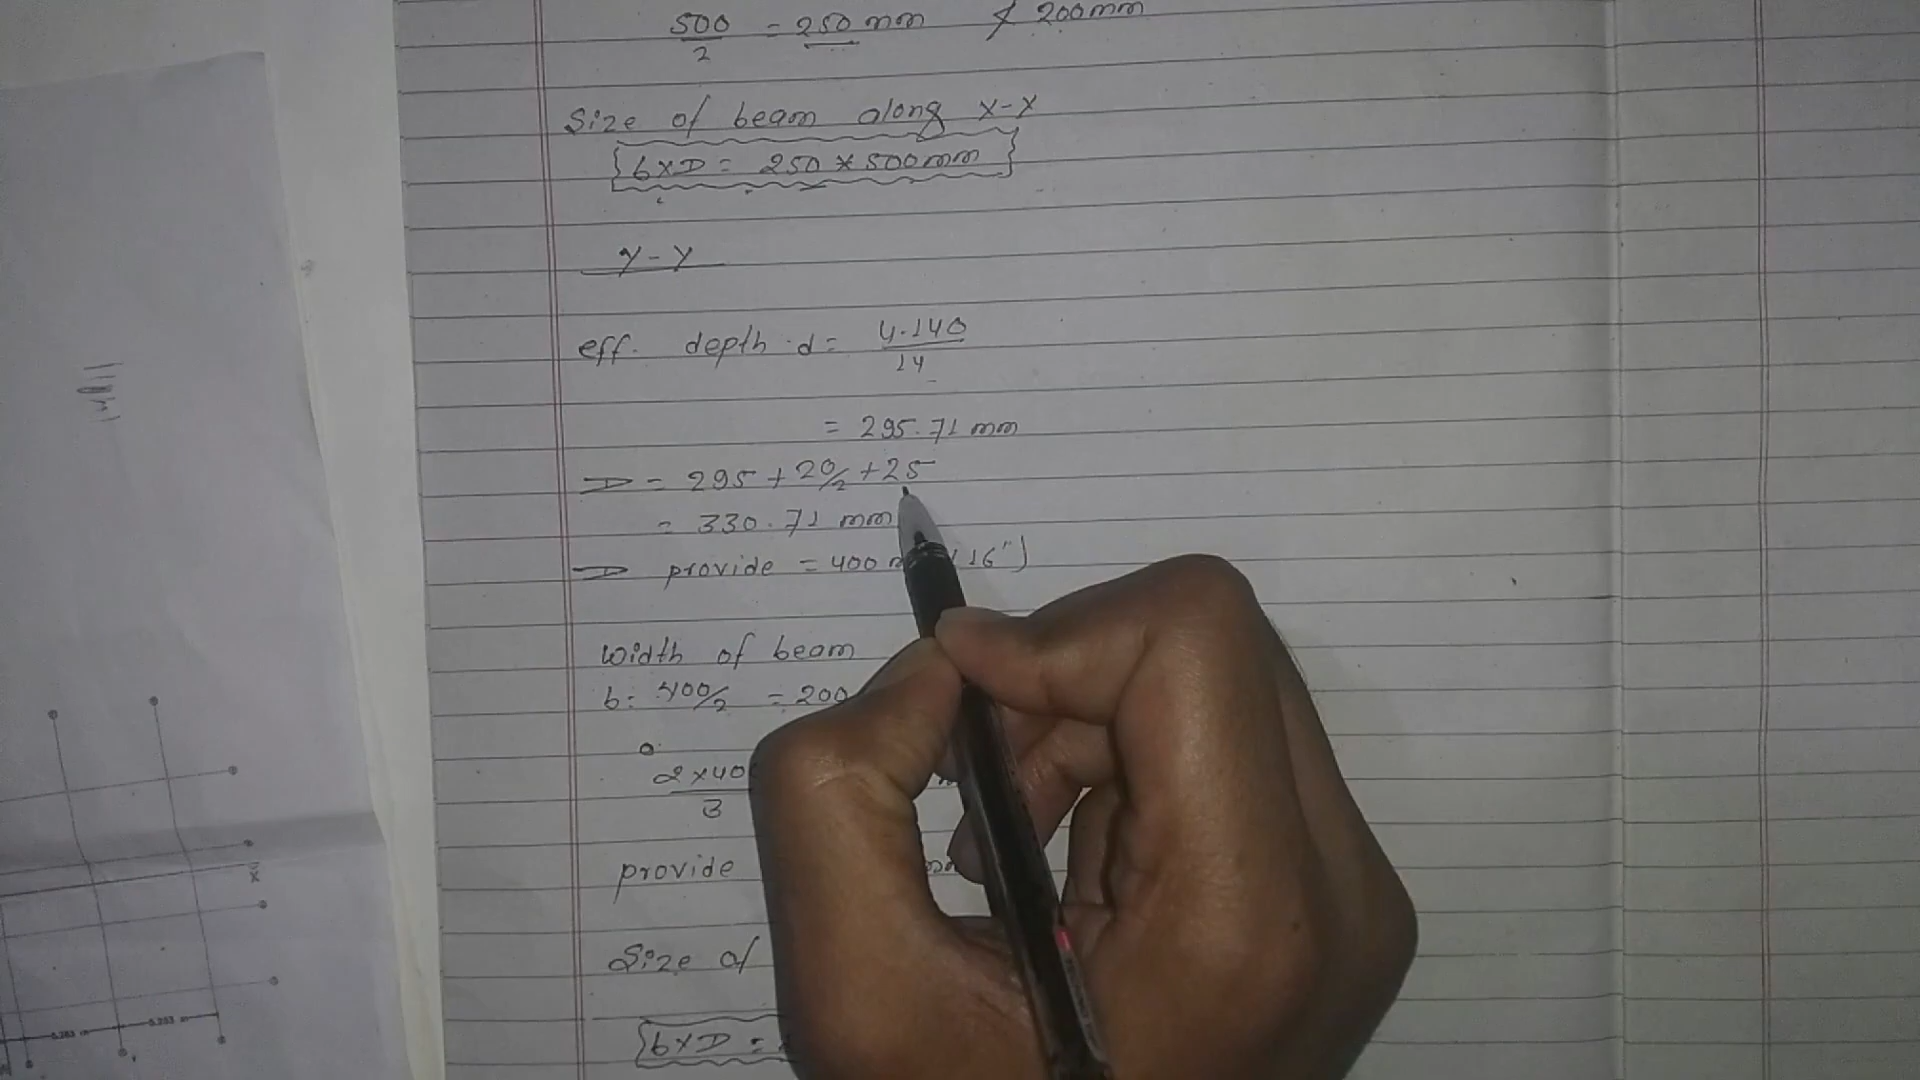 500/2 = 250 mm ≮ 200mm
Size of beam along x-x
b×D = 250 * 500mm
y-y
eff. depth d = 4.140/14
= 295.71 mm
D = 295 + 20/2 + 25
= 330.71 mm
D provide = 400 16"
width of beam
b = 400/2 = 200
2×40
3
provide
Size of
b×D =
x